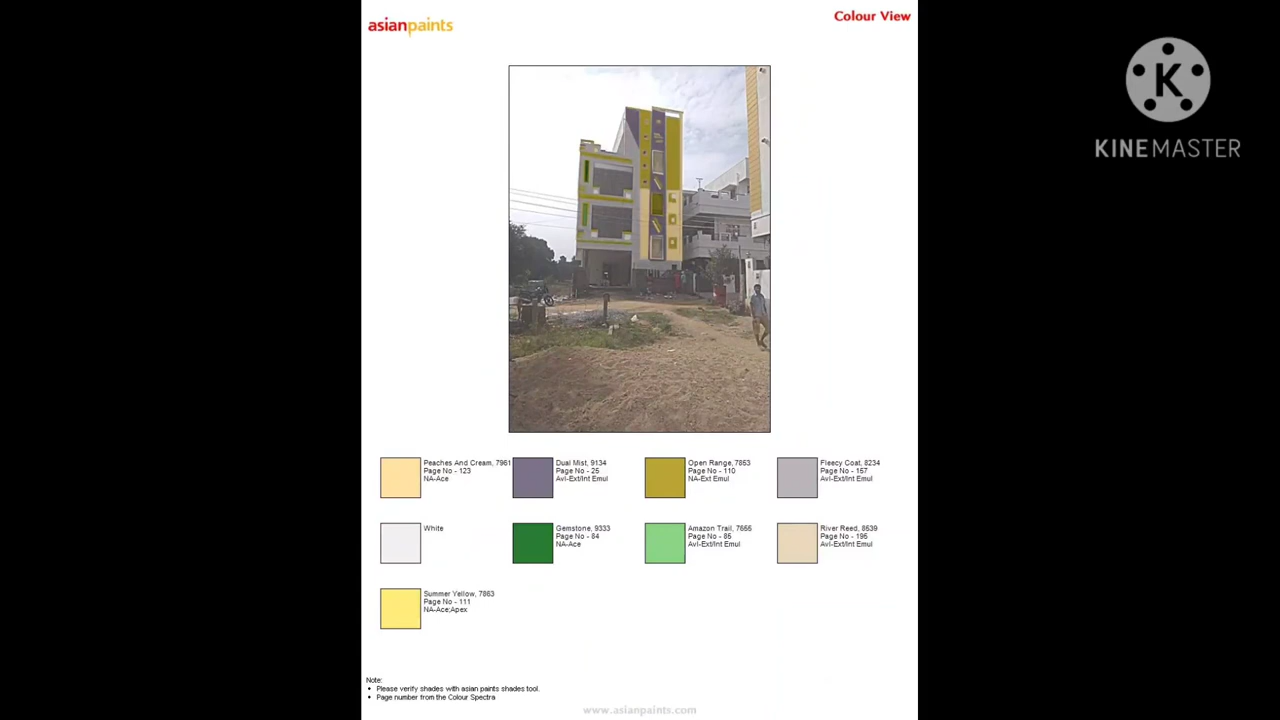 asianpaints
Colour View
K
KINEMASTER
Peaches And Cream, 7961
Page No - 123
NA-Ace
Dual Mist, 9134
Page No - 25
Avl-Ext/Int Emul
Open Range, 7853
Page No - 110
NA-Ext Emul
Fleecy Coat, 8234
Page No - 157
Avl-Ext/Int Emul
White
Gemstone, 9333
Page No - 84
NA-Ace
Amazon Trail, 7555
Page No - 85
Avl-Ext/Int Emul
River Reed, 8539
Page No - 195
Avl-Ext/Int Emul
Summer Yellow, 7863
Page No - 111
NA-Ace;Apex
Note:
• Please verify shades with asian paints shades tool.
• Page number from the Colour Spectra
www.asianpaints.com